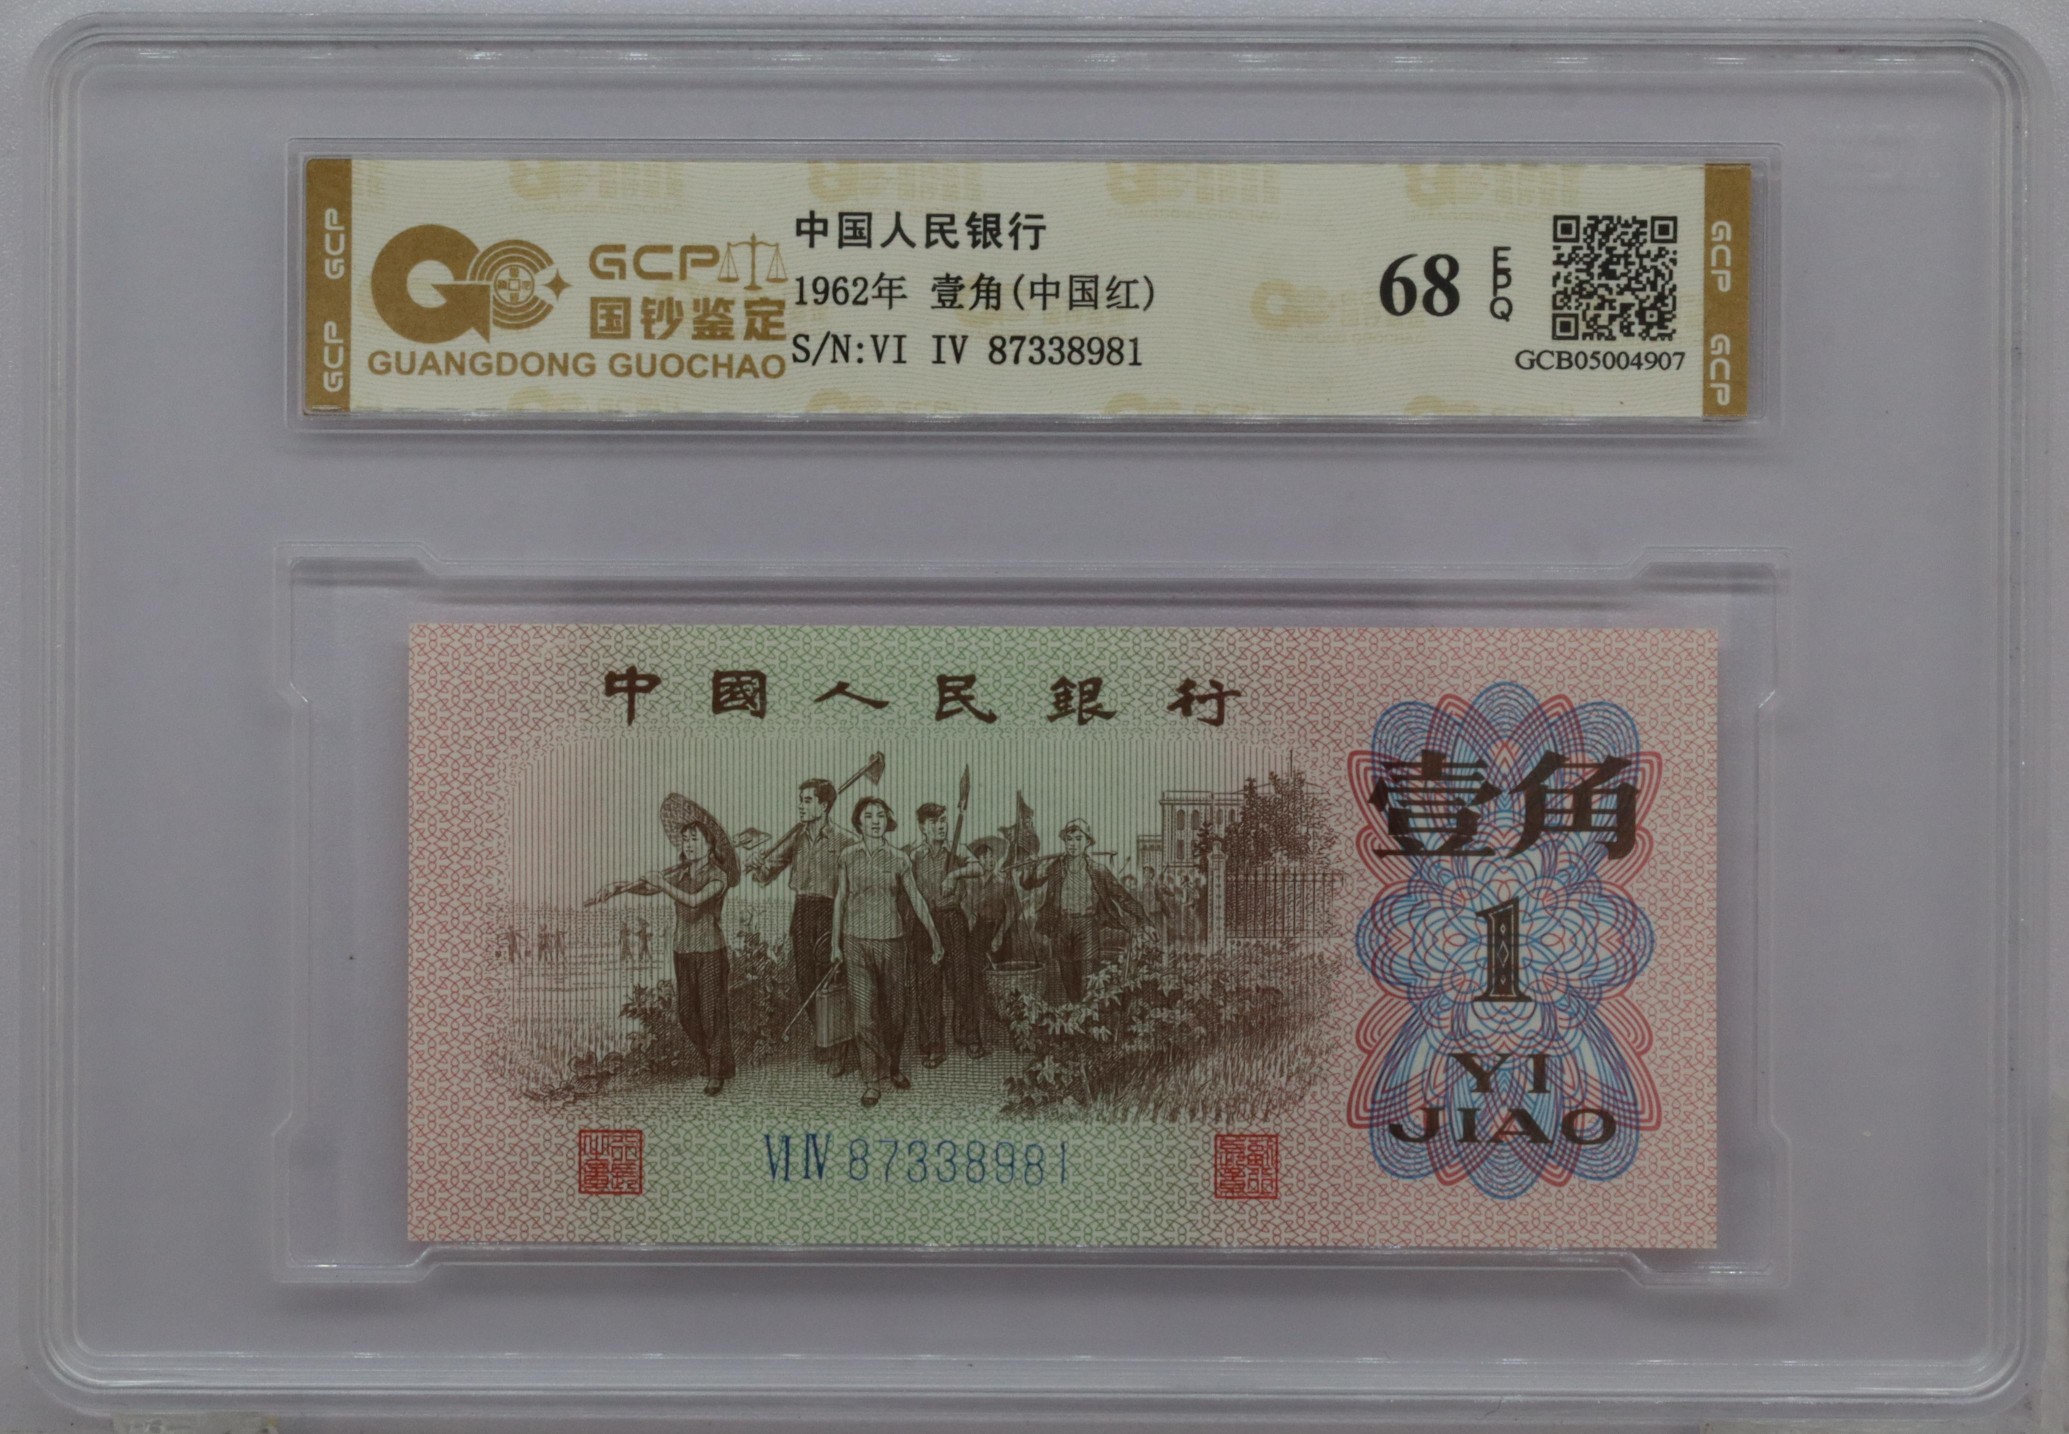 GCP
GCP
GCP
国钞鉴定
GUANGDONG GUOCHAO
中国人民银行
1962年 壹角(中国红)
S/N:VI IV 87338981
68
EPQ
GCB05004907
GCP
GCP
中國人民銀行
壹角
1
YI
JIAO
VI IV 87338981